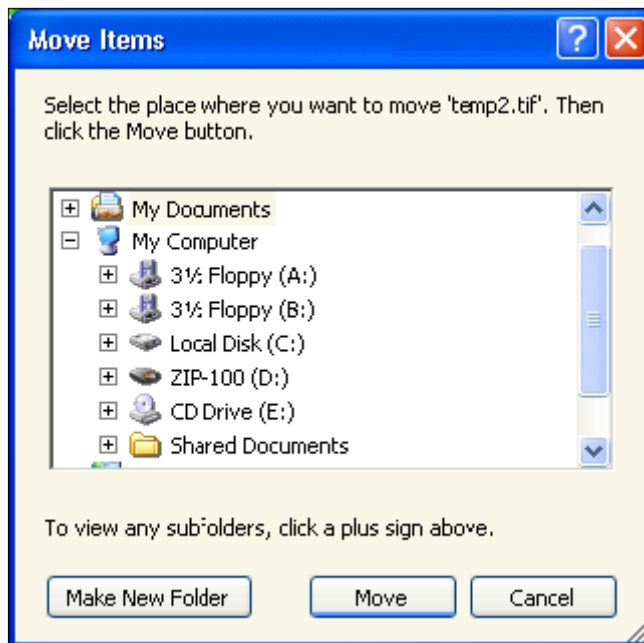 Move Items
Select the place where you want to move 'temp2.tif'. Then
click the Move button.
My Documents
My Computer
3½ Floppy (A:)
3½ Floppy (B:)
Local Disk (C:)
ZIP-100 (D:)
CD Drive (E:)
Shared Documents
To view any subfolders, click a plus sign above.
Make New Folder Move Cancel